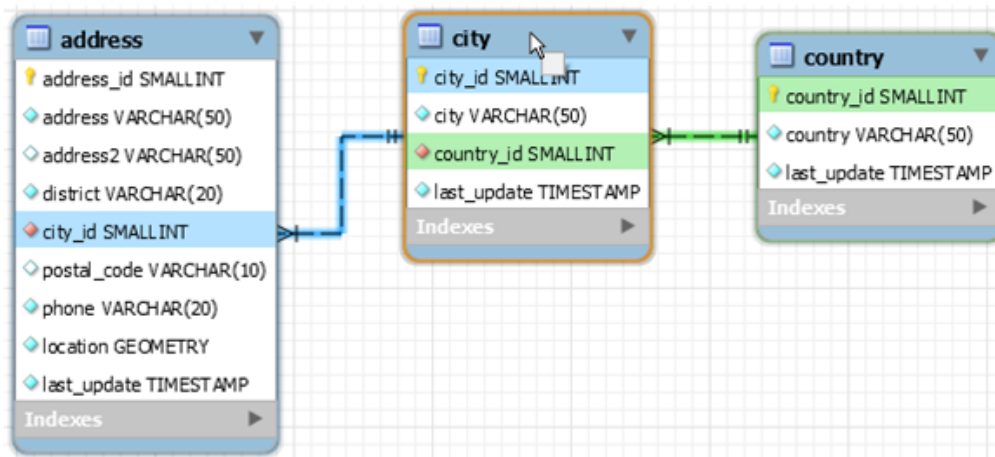 address
address_id SMALLINT
address VARCHAR(50)
address2 VARCHAR(50)
district VARCHAR(20)
city_id SMALLINT
postal_code VARCHAR(10)
phone VARCHAR(20)
location GEOMETRY
last_update TIMESTAMP
Indexes
city
city_id SMALLINT
city VARCHAR(50)
country_id SMALLINT
last_update TIMESTAMP
Indexes
country
country_id SMALLINT
country VARCHAR(50)
last_update TIMESTAMP
Indexes